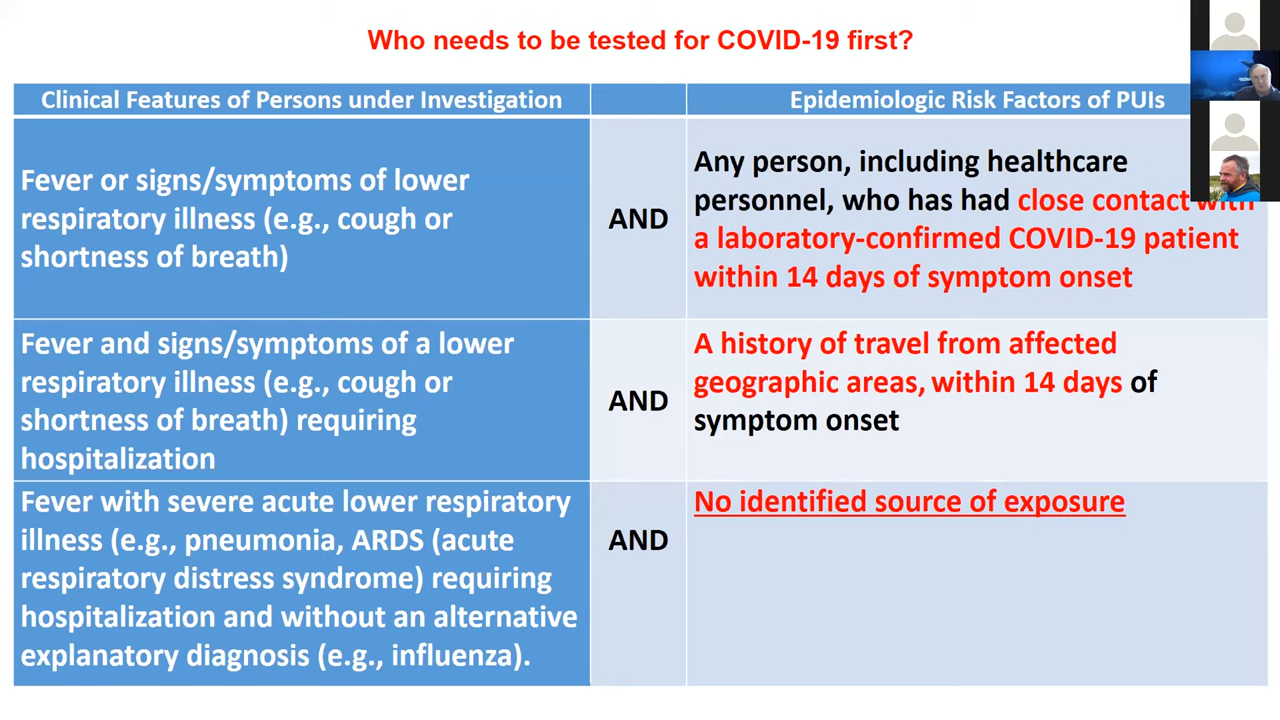 Who needs to be tested for COVID-19 first?
Clinical Features of Persons under Investigation
Epidemiologic Risk Factors of PUIs
Fever or signs/symptoms of lower
respiratory illness (e.g., cough or
shortness of breath)
AND
Any person, including healthcare
personnel, who has had close contact with
a laboratory-confirmed COVID-19 patient
within 14 days of symptom onset
Fever and signs/symptoms of a lower
respiratory illness (e.g., cough or
shortness of breath) requiring
hospitalization
AND
A history of travel from affected
geographic areas, within 14 days of
symptom onset
Fever with severe acute lower respiratory
illness (e.g., pneumonia, ARDS (acute
respiratory distress syndrome) requiring
hospitalization and without an alternative
explanatory diagnosis (e.g., influenza).
AND
No identified source of exposure